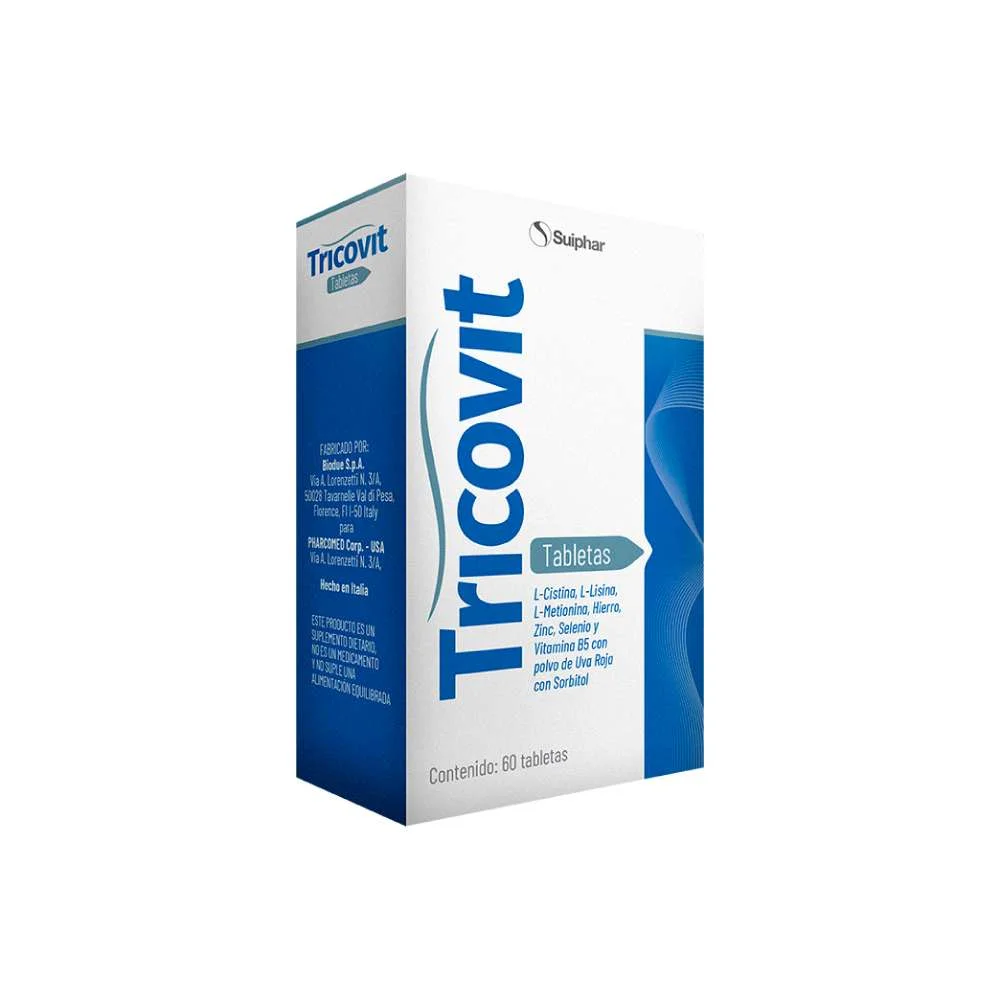 Tricovit
Tabletas
FABRICADO POR:
Biodue S.p.A.
Via A. Lorenzetti N. 3/A,
50028 Tavarnelle Val di Pesa,
Florence, FI I-50 Italy
para
PHARCOMED Corp. - USA
Via A. Lorenzetti N. 3/A,
Hecho en Italia
ESTE PRODUCTO ES UN
SUPLEMENTO DIETARIO,
NO ES UN MEDICAMENTO
Y NO SUPLE UNA
ALIMENTACIÓN EQUILIBRADA
Suiphar
Tricovit
Tabletas
L-Cistina, L-Lisina,
L-Metionina, Hierro,
Zinc, Selenio y
Vitamina B5 con
polvo de Uva Roja
con Sorbitol
Contenido: 60 tabletas